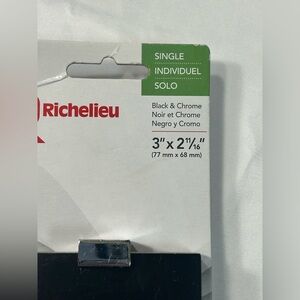 SINGLE
INDIVIDUEL
SOLO
Richelieu
Black & Chrome
Noir et Chrome
Negro y Cromo
3" x 2 11/16"
(77 mm x 68 mm)